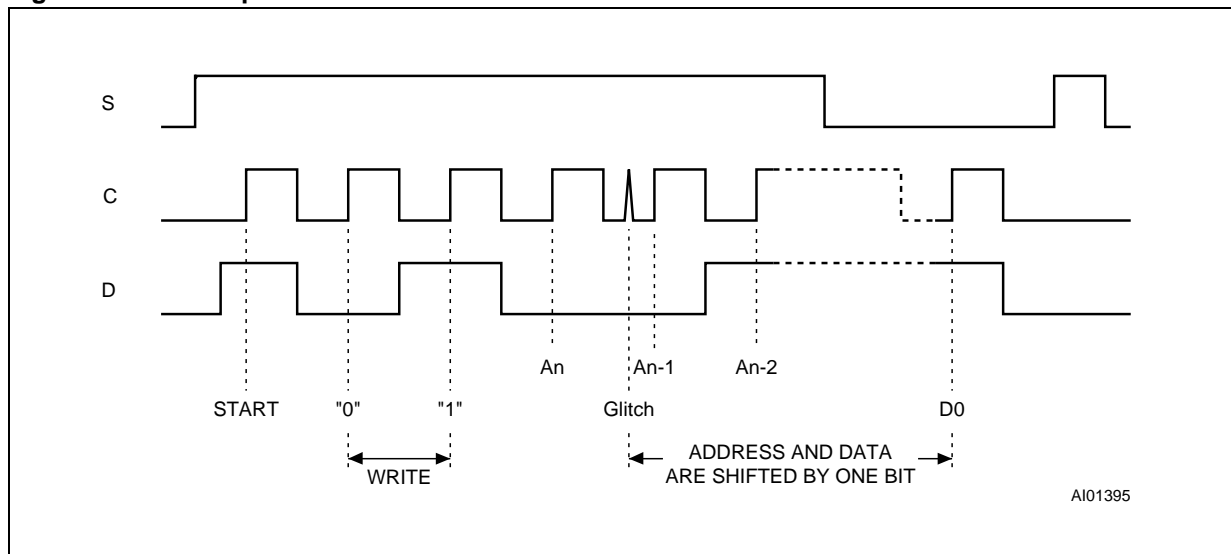 S
C
D
An An-1 An-2
START "0" "1" Glitch D0
WRITE
ADDRESS AND DATA
ARE SHIFTED BY ONE BIT
AI01395